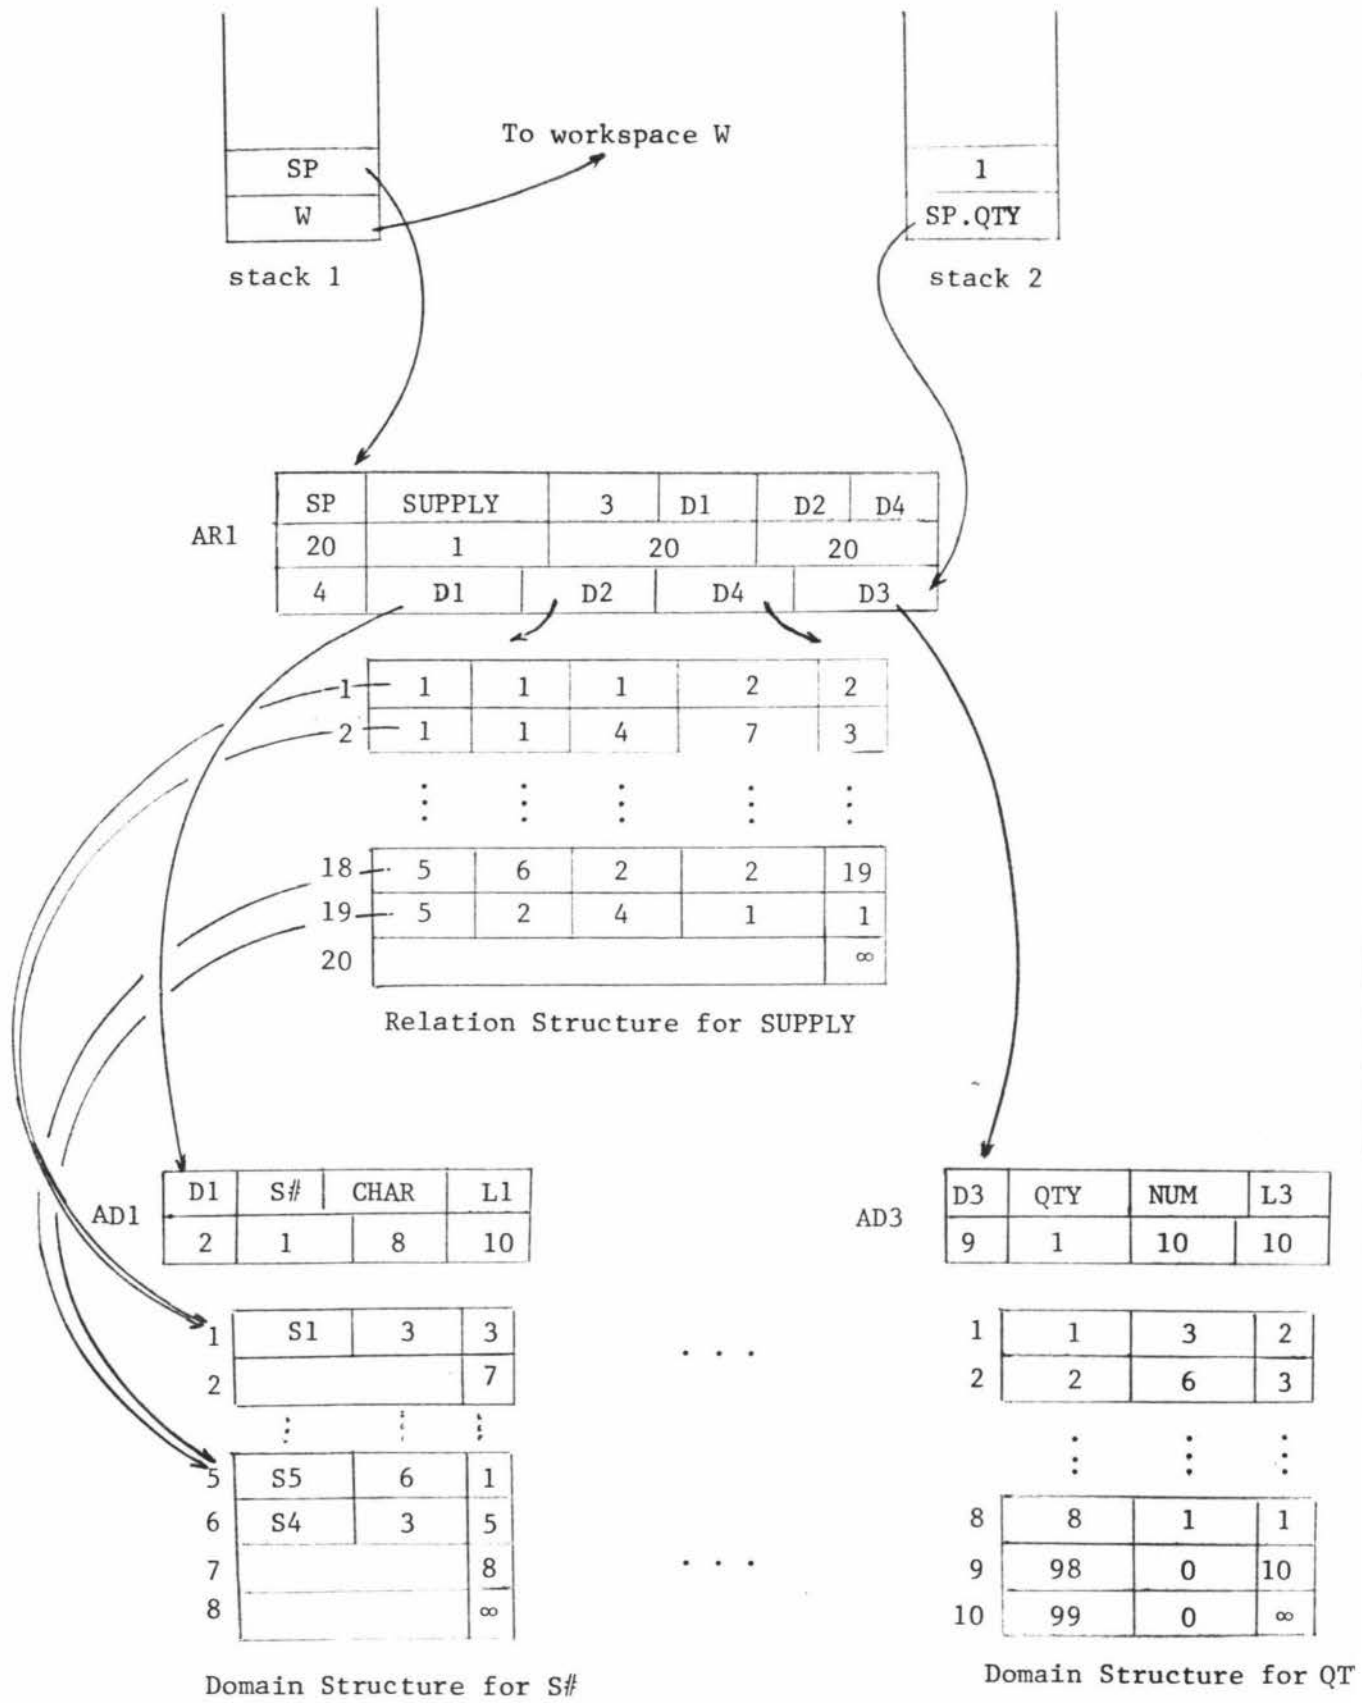 To workspace W
SP 1
W SP.QTY
stack 1 stack 2
SP SUPPLY 3 D1 D2 D4
AR1 20 1 20 20
4 D1 D2 D4 D3
1 1 1 1 2 2
2 1 1 4 7 3
18 5 6 2 2 19
19 5 2 4 1 1
20 ∞
Relation Structure for SUPPLY
D1 S# CHAR L1 D3 QTY NUM L3
AD1 2 1 8 10 AD3 9 1 10 10
1 S1 3 3 . . . 1 1 3 2
2 7 2 2 6 3
5 S5 6 1
6 S4 3 5 8 8 1 1
7 8 . . . 9 98 0 10
8 ∞ 10 99 0 ∞
Domain Structure for S# Domain Structure for QT